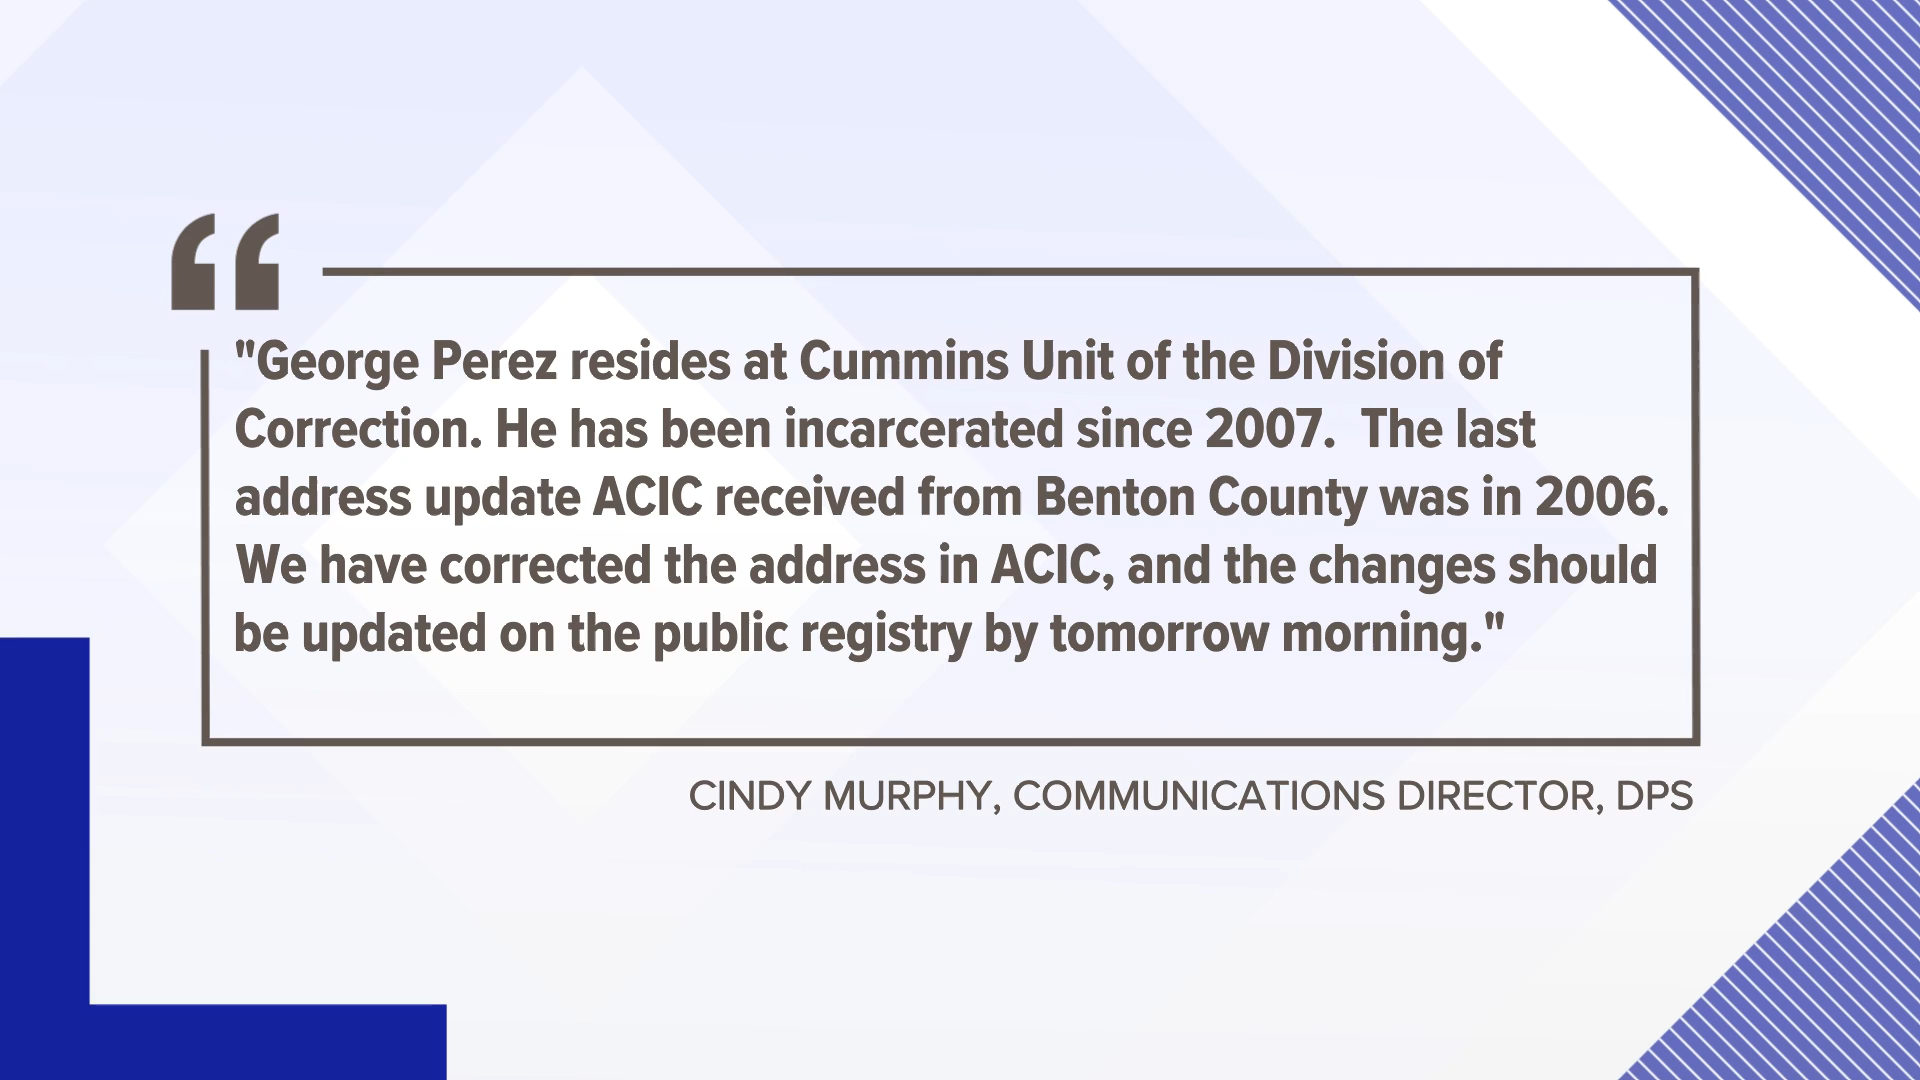 "George Perez resides at Cummins Unit of the Division of
Correction. He has been incarcerated since 2007.  The last
address update ACIC received from Benton County was in 2006.
We have corrected the address in ACIC, and the changes should
be updated on the public registry by tomorrow morning."
CINDY MURPHY, COMMUNICATIONS DIRECTOR, DPS